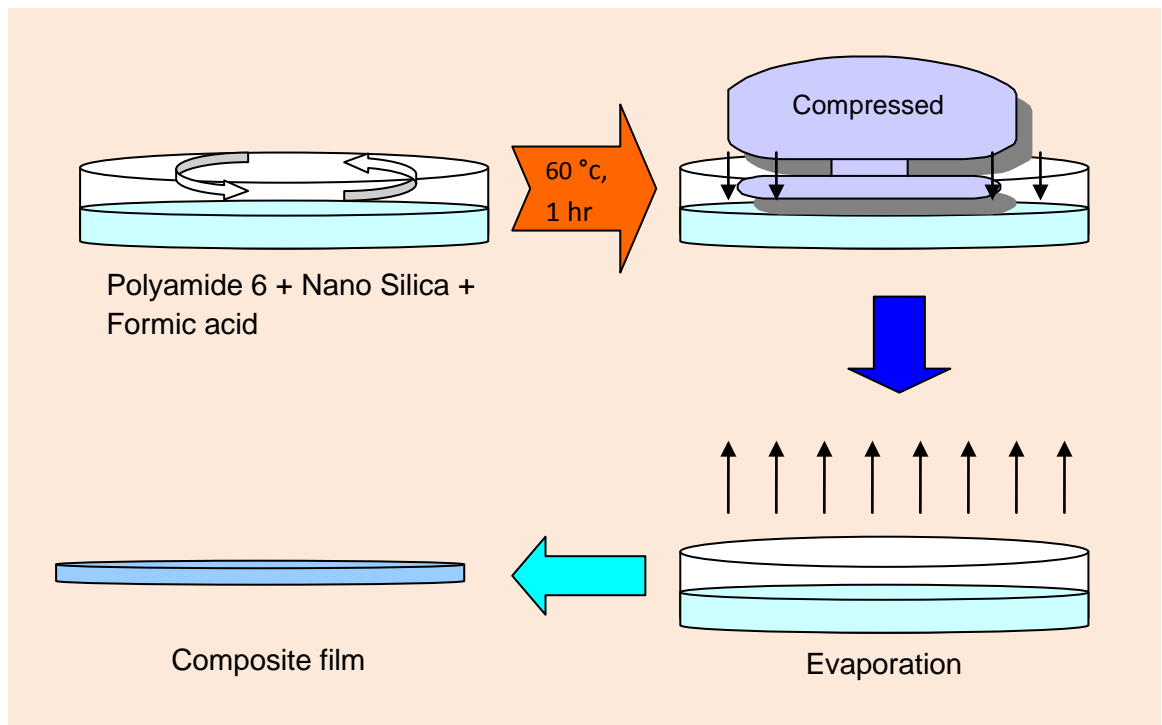 Compressed
60 °c,
1 hr
Polyamide 6 + Nano Silica +
Formic acid
Composite film
Evaporation